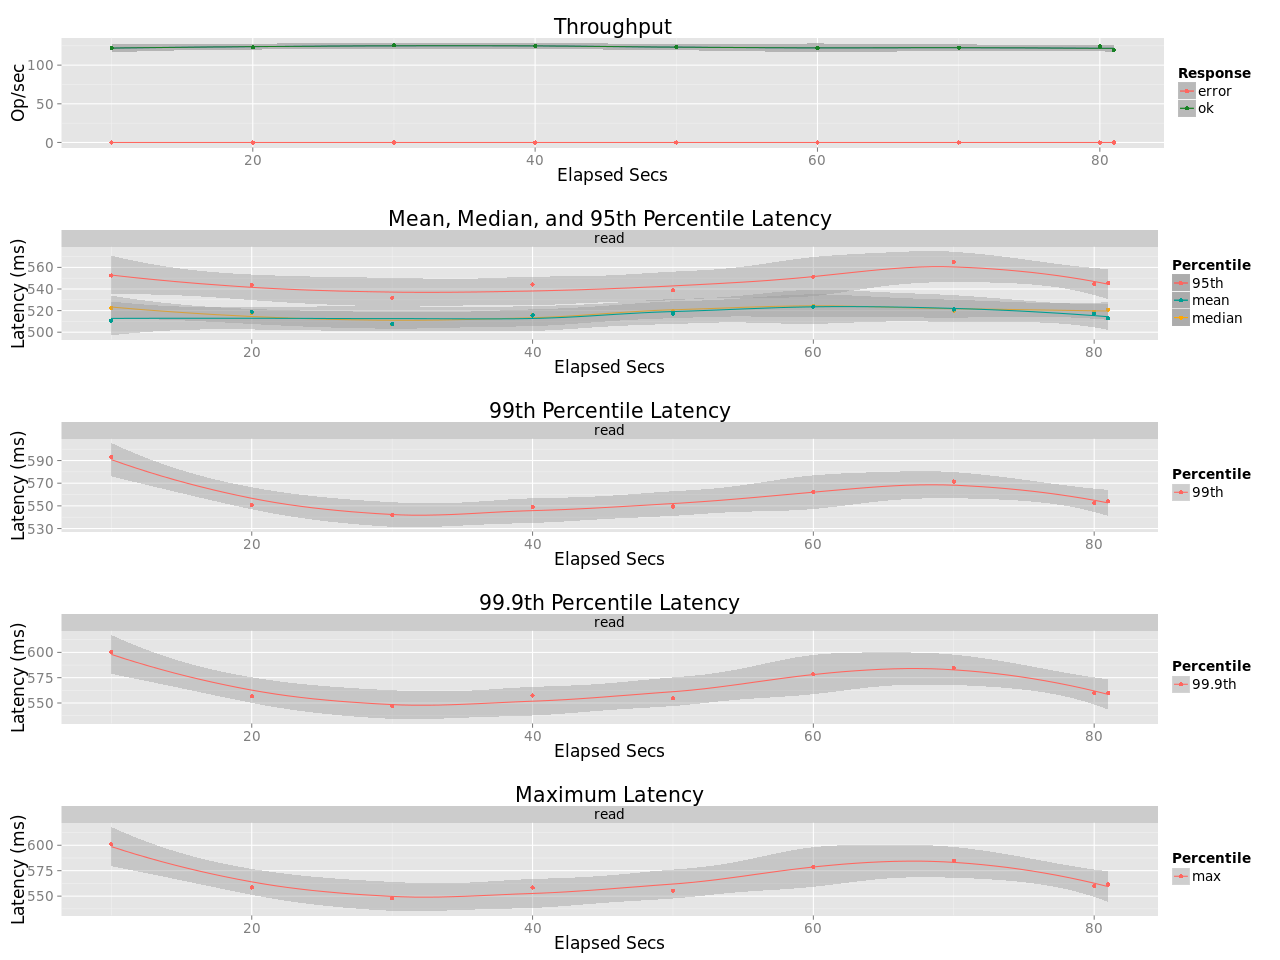 Throughput
Op/sec
100
50
0
20 40 60 80
Elapsed Secs
Response
error
ok
Mean, Median, and 95th Percentile Latency
read
Latency (ms)
560
540
520
500
20 40 60 80
Elapsed Secs
Percentile
95th
mean
median
99th Percentile Latency
read
Latency (ms)
590
570
550
530
20 40 60 80
Elapsed Secs
Percentile
99th
99.9th Percentile Latency
read
Latency (ms)
600
575
550
20 40 60 80
Elapsed Secs
Percentile
99.9th
Maximum Latency
read
Latency (ms)
600
575
550
20 40 60 80
Elapsed Secs
Percentile
max